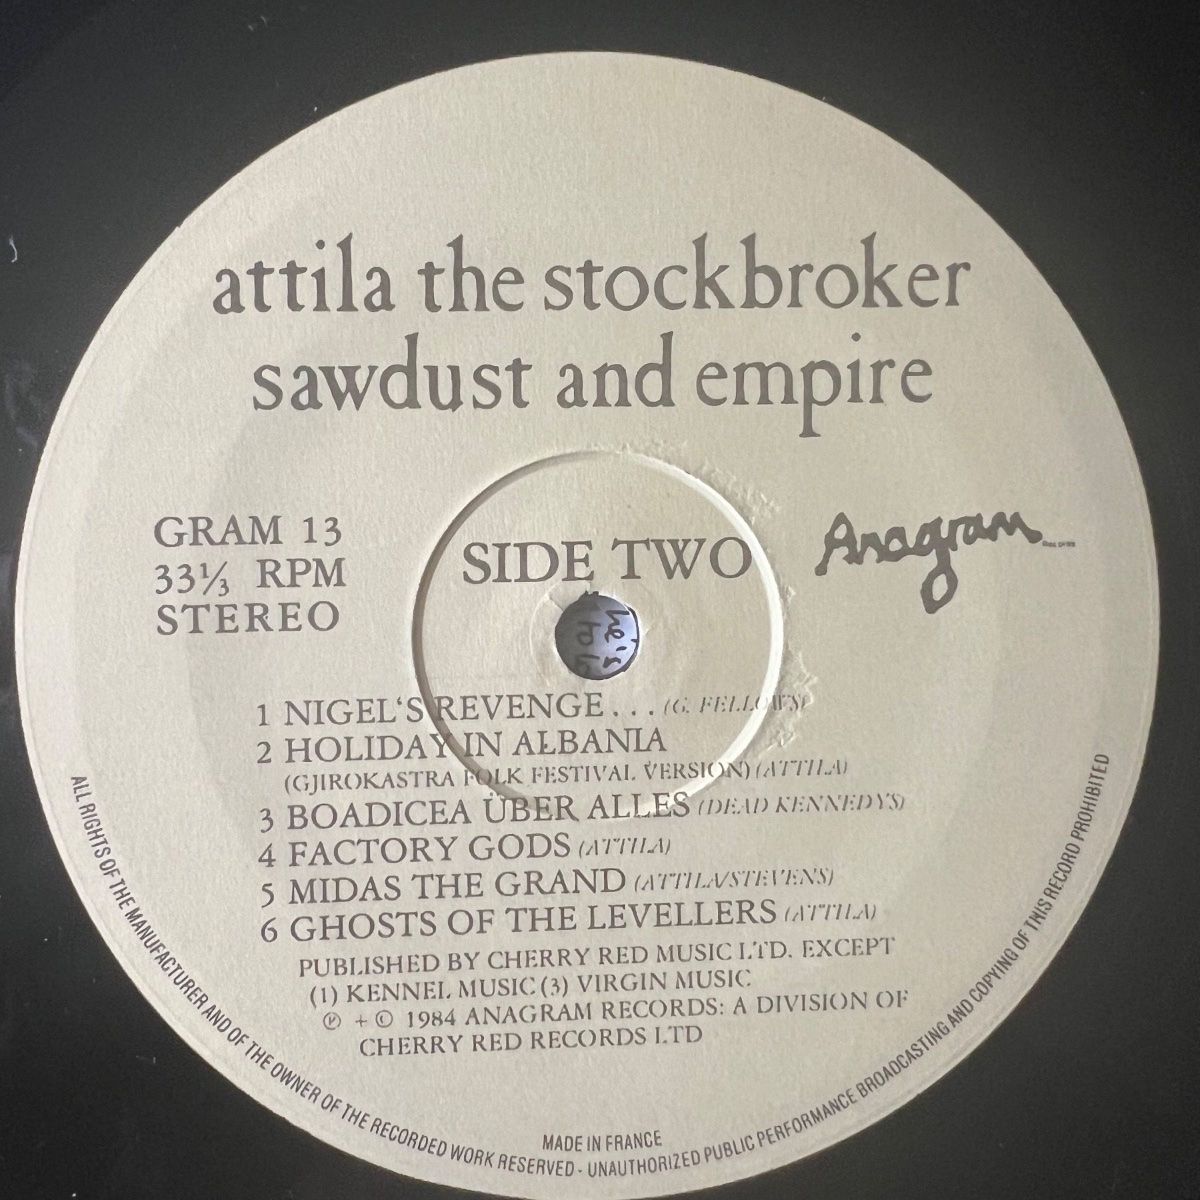 attila the stockbroker
sawdust and empire
GRAM 13
33⅓ RPM
STEREO
SIDE TWO
Anagram
he's
1 NIGEL'S REVENGE... (G. FELLOWS)
2 HOLIDAY IN ALBANIA
(GJIROKASTRA FOLK FESTIVAL VERSION) (ATTILA)
3 BOADICEA ÜBER ALLES (DEAD KENNEDYS)
4 FACTORY GODS (ATTILA)
5 MIDAS THE GRAND (ATTILA/STEVENS)
6 GHOSTS OF THE LEVELLERS (ATTILA)
PUBLISHED BY CHERRY RED MUSIC LTD. EXCEPT
(1) KENNEL MUSIC (3) VIRGIN MUSIC
℗ + © 1984 ANAGRAM RECORDS: A DIVISION OF
CHERRY RED RECORDS LTD
MADE IN FRANCE
ALL RIGHTS OF THE MANUFACTURER AND OF THE OWNER OF THE RECORDED WORK RESERVED - UNAUTHORIZED PUBLIC PERFORMANCE BROADCASTING AND COPYING OF THIS RECORD PROHIBITED